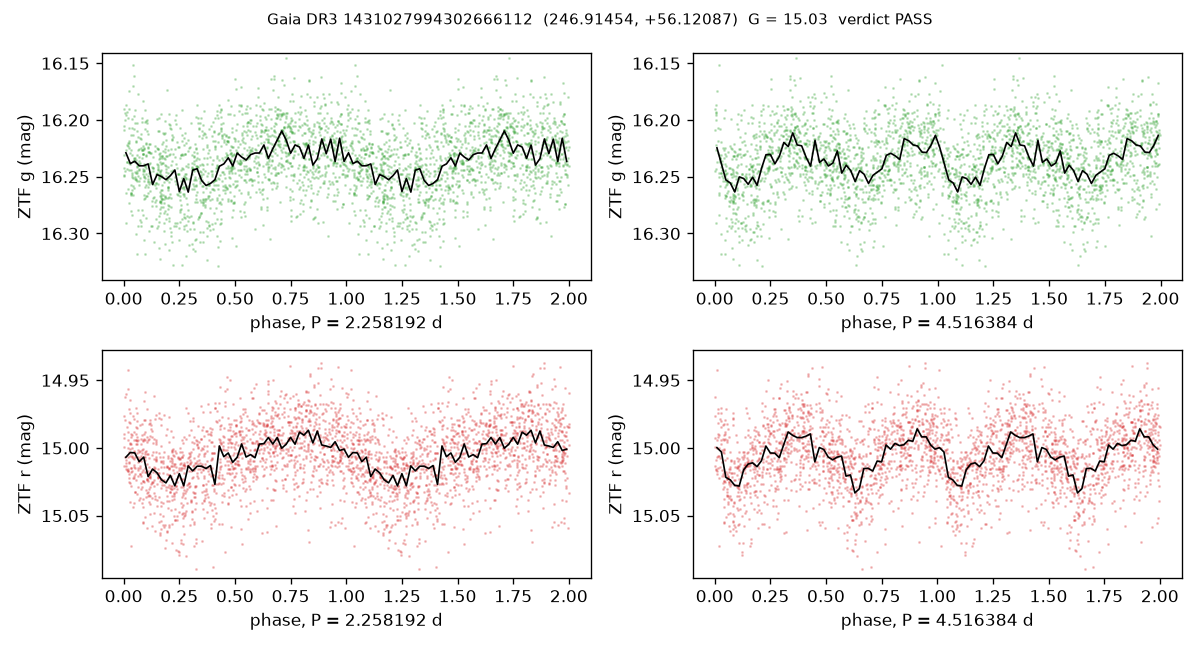 Gaia DR3 1431027994302666112 (246.91454, +56.12087) G = 15.03 verdict PASS
ZTF g (mag)
16.15
16.20
16.25
16.30
0.00 0.25 0.50 0.75 1.00 1.25 1.50 1.75 2.00
phase, P = 2.258192 d
ZTF g (mag)
16.15
16.20
16.25
16.30
0.00 0.25 0.50 0.75 1.00 1.25 1.50 1.75 2.00
phase, P = 4.516384 d
ZTF r (mag)
14.95
15.00
15.05
0.00 0.25 0.50 0.75 1.00 1.25 1.50 1.75 2.00
phase, P = 2.258192 d
ZTF r (mag)
14.95
15.00
15.05
0.00 0.25 0.50 0.75 1.00 1.25 1.50 1.75 2.00
phase, P = 4.516384 d